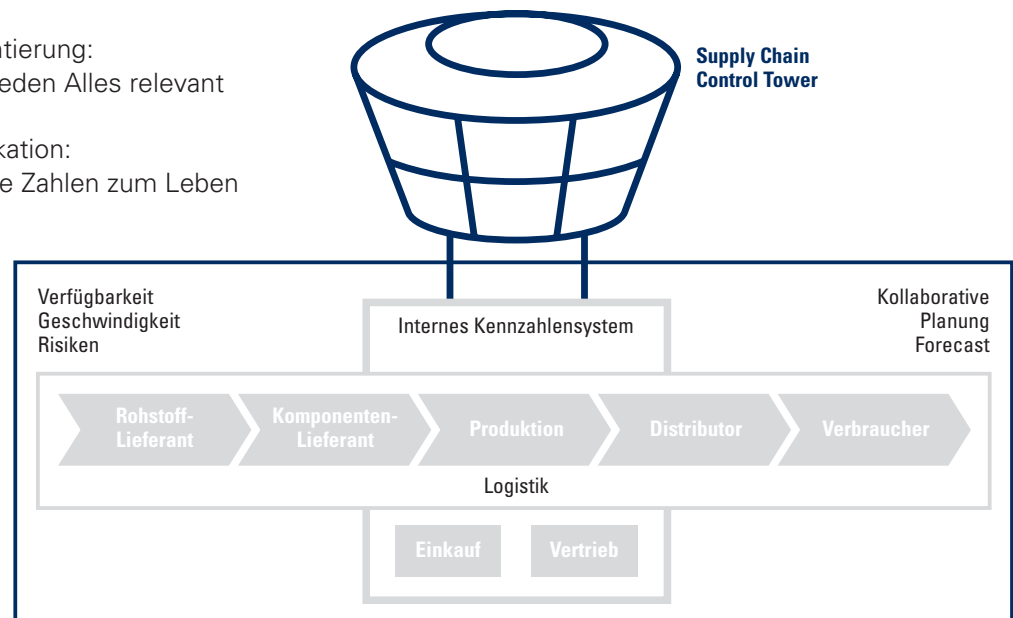 tierung:
eden Alles relevant
kation:
e Zahlen zum Leben
Supply Chain
Control Tower
Verfügbarkeit
Geschwindigkeit
Risiken
Internes Kennzahlensystem
Kollaborative
Planung
Forecast
Rohstoff-
Lieferant
Komponenten-
Lieferant
Produktion
Distributor
Verbraucher
Logistik
Einkauf
Vertrieb